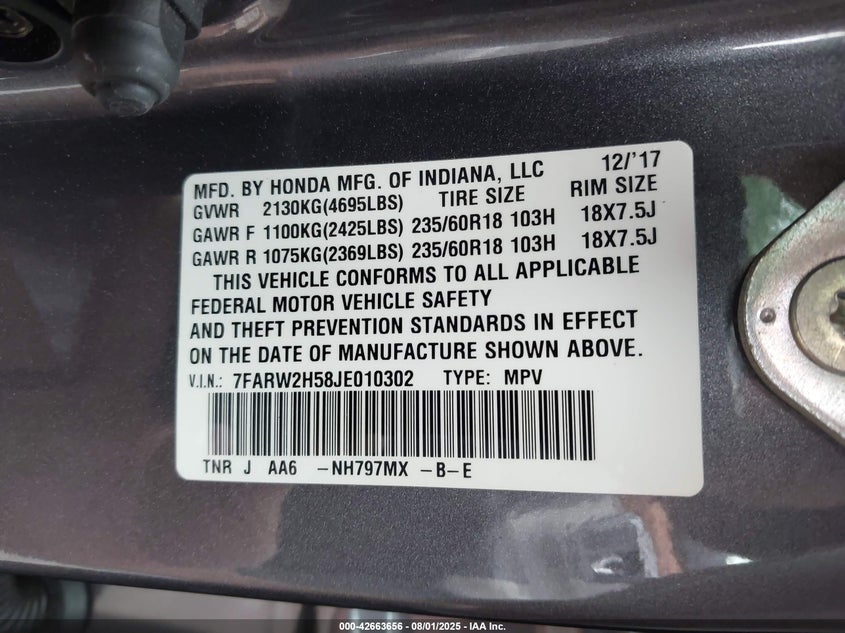 MFD. BY HONDA MFG. OF INDIANA, LLC 12/'17
GVWR 2130KG(4695LBS) TIRE SIZE RIM SIZE
GAWR F 1100KG(2425LBS) 235/60R18 103H 18X7.5J
GAWR R 1075KG(2369LBS) 235/60R18 103H 18X7.5J
THIS VEHICLE CONFORMS TO ALL APPLICABLE
FEDERAL MOTOR VEHICLE SAFETY
AND THEFT PREVENTION STANDARDS IN EFFECT
ON THE DATE OF MANUFACTURE SHOWN ABOVE.
V.I.N.: 7FARW2H58JE010302 TYPE: MPV
TNR J AA6 -NH797MX -B-E
000-42663656 - 08/01/2025 - IAA Inc.